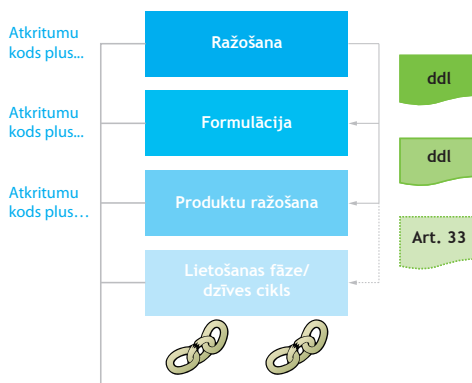 Atkritumu
kods plus...
Ražošana
ddl
Atkritumu
kods plus...
Formulācija
ddl
Atkritumu
kods plus...
Produktu ražošana
Art. 33
Lietošanas fāze/
dzīves cikls